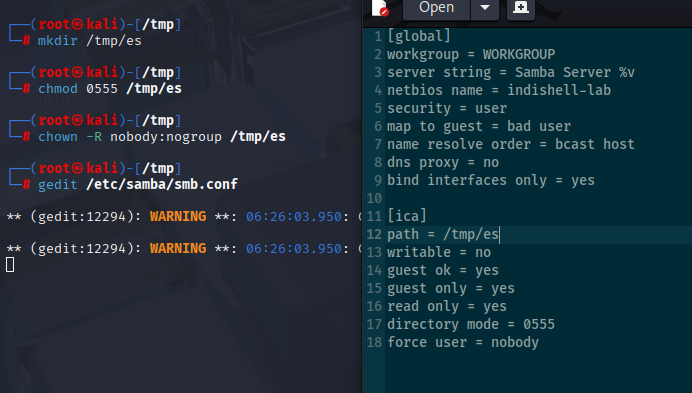 ┌──(root㉿kali)-[/tmp]
└─# mkdir /tmp/es
┌──(root㉿kali)-[/tmp]
└─# chmod 0555 /tmp/es
┌──(root㉿kali)-[/tmp]
└─# chown -R nobody:nogroup /tmp/es
┌──(root㉿kali)-[/tmp]
└─# gedit /etc/samba/smb.conf
** (gedit:12294): WARNING **: 06:26:03.950:
** (gedit:12294): WARNING **: 06:26:03.950:
Open
1 [global]
2 workgroup = WORKGROUP
3 server string = Samba Server %v
4 netbios name = indishell-lab
5 security = user
6 map to guest = bad user
7 name resolve order = bcast host
8 dns proxy = no
9 bind interfaces only = yes
10
11 [ica]
12 path = /tmp/es
13 writable = no
14 guest ok = yes
15 guest only = yes
16 read only = yes
17 directory mode = 0555
18 force user = nobody